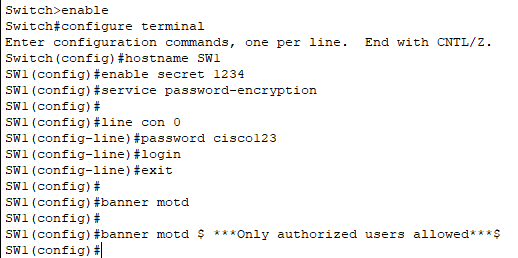 Switch>enable
Switch#configure terminal
Enter configuration commands, one per line.  End with CNTL/Z.
Switch(config)#hostname SW1
SW1(config)#enable secret 1234
SW1(config)#service password-encryption
SW1(config)#
SW1(config)#line con 0
SW1(config-line)#password cisco123
SW1(config-line)#login
SW1(config-line)#exit
SW1(config)#
SW1(config)#banner motd
SW1(config)#
SW1(config)#banner motd $ ***Only authorized users allowed***$
SW1(config)#